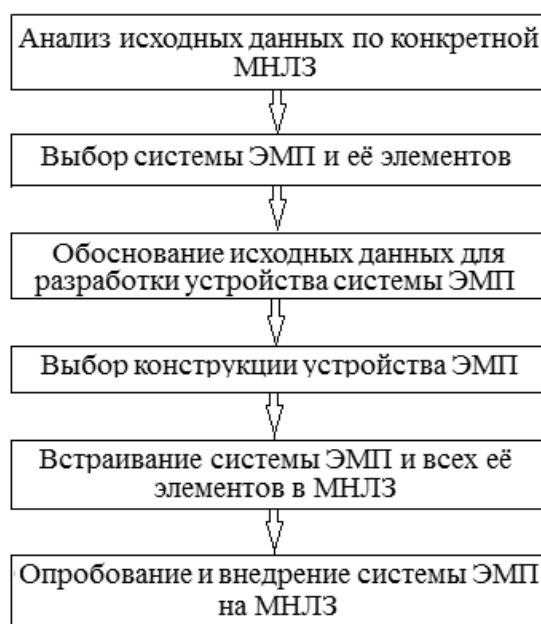 Анализ исходных данных по конкретной
МНЛЗ
Выбор системы ЭМП и её элементов
Обоснование исходных данных для
разработки устройства системы ЭМП
Выбор конструкции устройства ЭМП
Встраивание системы ЭМП и всех её
элементов в МНЛЗ
Опробование и внедрение системы ЭМП
на МНЛЗ